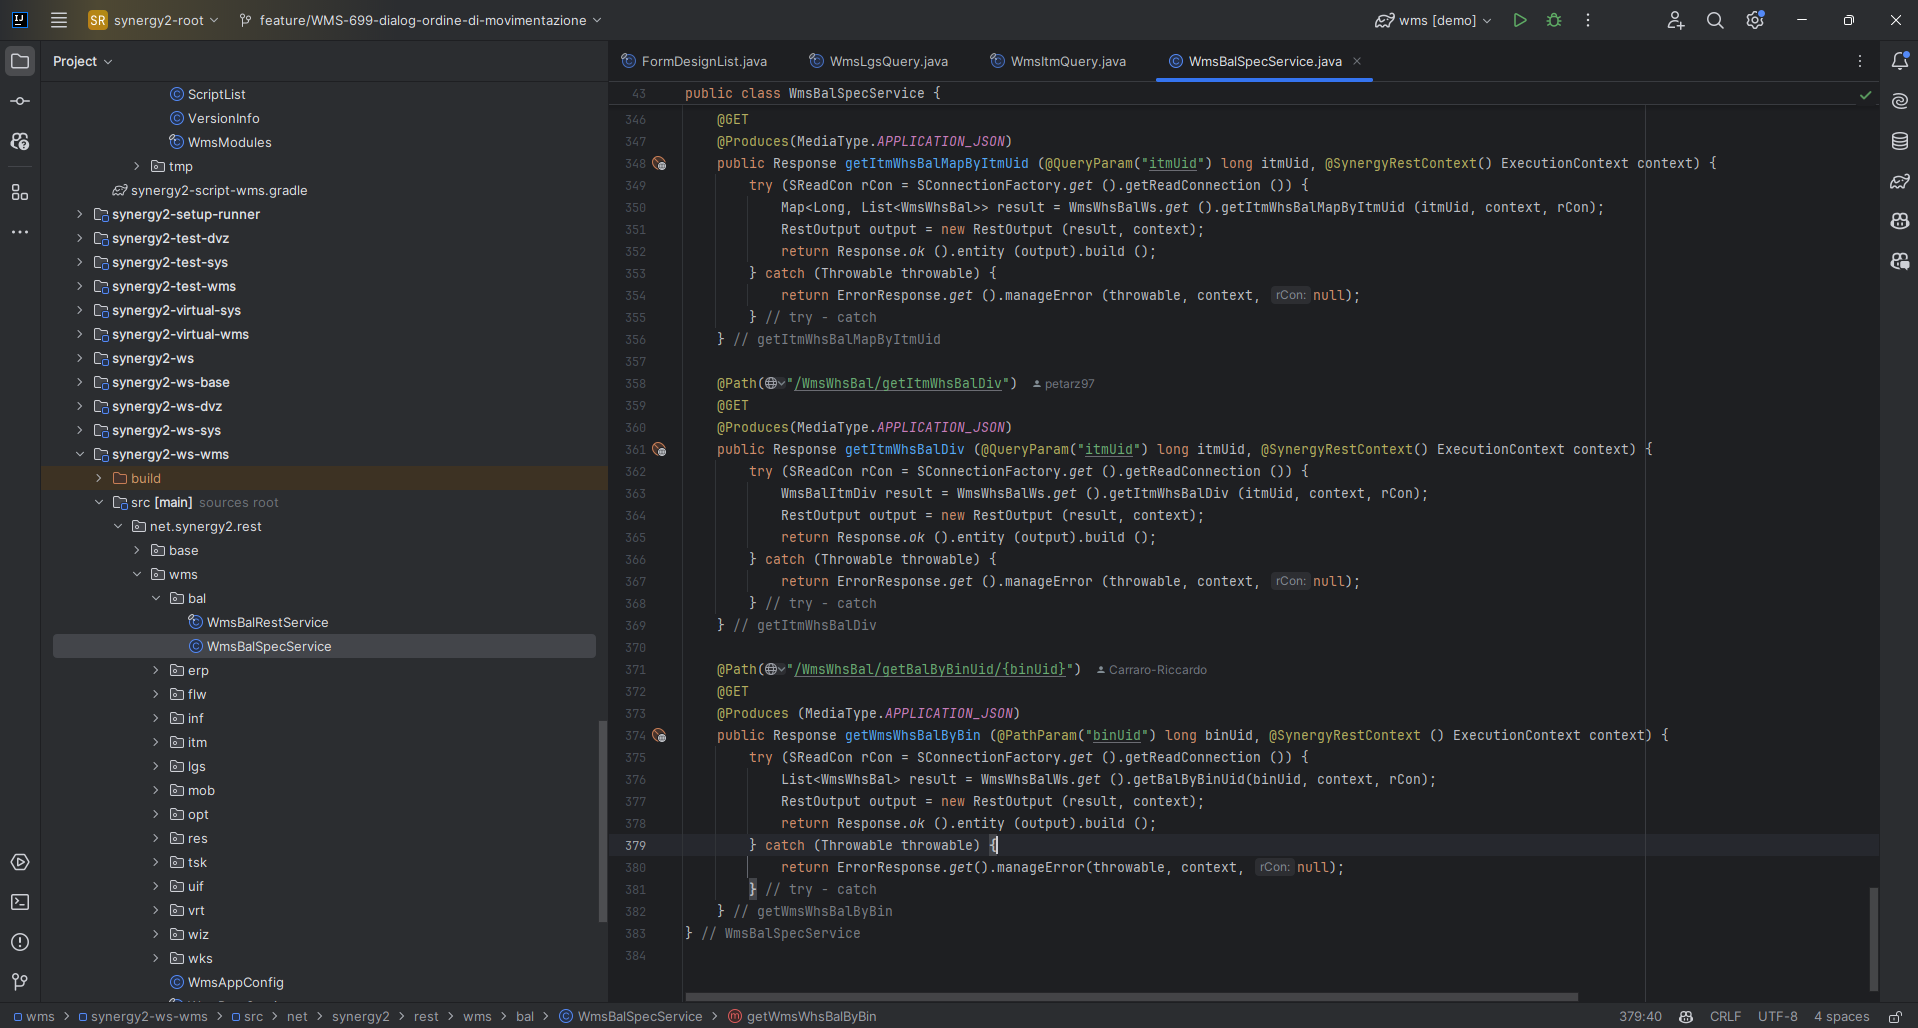 SR synergy2-root feature/WMS-699-dialog-ordine-di-movimentazione wms [demo]
Project
ScriptList
VersionInfo
WmsModules
tmp
synergy2-script-wms.gradle
synergy2-setup-runner
synergy2-test-dvz
synergy2-test-sys
synergy2-test-wms
synergy2-virtual-sys
synergy2-virtual-wms
synergy2-ws
synergy2-ws-base
synergy2-ws-dvz
synergy2-ws-sys
synergy2-ws-wms
build
src [main] sources root
net.synergy2.rest
base
wms
bal
WmsBalRestService
WmsBalSpecService
erp
flw
inf
itm
lgs
mob
opt
res
tsk
uif
vrt
wiz
wks
WmsAppConfig
FormDesignList.java WmsLgsQuery.java WmsItmQuery.java WmsBalSpecService.java
43 public class WmsBalSpecService {
346 @GET
347 @Produces(MediaType.APPLICATION_JSON)
348 public Response getItmWhsBalMapByItmUid (@QueryParam("itmUid") long itmUid, @SynergyRestContext() ExecutionContext context) {
349 try (SReadCon rCon = SConnectionFactory.get ().getReadConnection ()) {
350 Map<Long, List<WmsWhsBal>> result = WmsWhsBalWs.get ().getItmWhsBalMapByItmUid (itmUid, context, rCon);
351 RestOutput output = new RestOutput (result, context);
352 return Response.ok ().entity (output).build ();
353 } catch (Throwable throwable) {
354 return ErrorResponse.get ().manageError (throwable, context, rCon: null);
355 } // try - catch
356 } // getItmWhsBalMapByItmUid
357
358 @Path("/WmsWhsBal/getItmWhsBalDiv") petarz97
359 @GET
360 @Produces(MediaType.APPLICATION_JSON)
361 public Response getItmWhsBalDiv (@QueryParam("itmUid") long itmUid, @SynergyRestContext() ExecutionContext context) {
362 try (SReadCon rCon = SConnectionFactory.get ().getReadConnection ()) {
363 WmsBalItmDiv result = WmsWhsBalWs.get ().getItmWhsBalDiv (itmUid, context, rCon);
364 RestOutput output = new RestOutput (result, context);
365 return Response.ok ().entity (output).build ();
366 } catch (Throwable throwable) {
367 return ErrorResponse.get ().manageError (throwable, context, rCon: null);
368 } // try - catch
369 } // getItmWhsBalDiv
370
371 @Path("/WmsWhsBal/getBalByBinUid/{binUid}") Carraro-Riccardo
372 @GET
373 @Produces (MediaType.APPLICATION_JSON)
374 public Response getWmsWhsBalByBin (@PathParam("binUid") long binUid, @SynergyRestContext () ExecutionContext context) {
375 try (SReadCon rCon = SConnectionFactory.get ().getReadConnection ()) {
376 List<WmsWhsBal> result = WmsWhsBalWs.get ().getBalByBinUid(binUid, context, rCon);
377 RestOutput output = new RestOutput (result, context);
378 return Response.ok ().entity (output).build ();
379 } catch (Throwable throwable) {
380 return ErrorResponse.get().manageError(throwable, context, rCon: null);
381 } // try - catch
382 } // getWmsWhsBalByBin
383 } // WmsBalSpecService
384
wms > synergy2-ws-wms > src > net > synergy2 > rest > wms > bal > WmsBalSpecService > getWmsWhsBalByBin 379:40 CRLF UTF-8 4 spaces